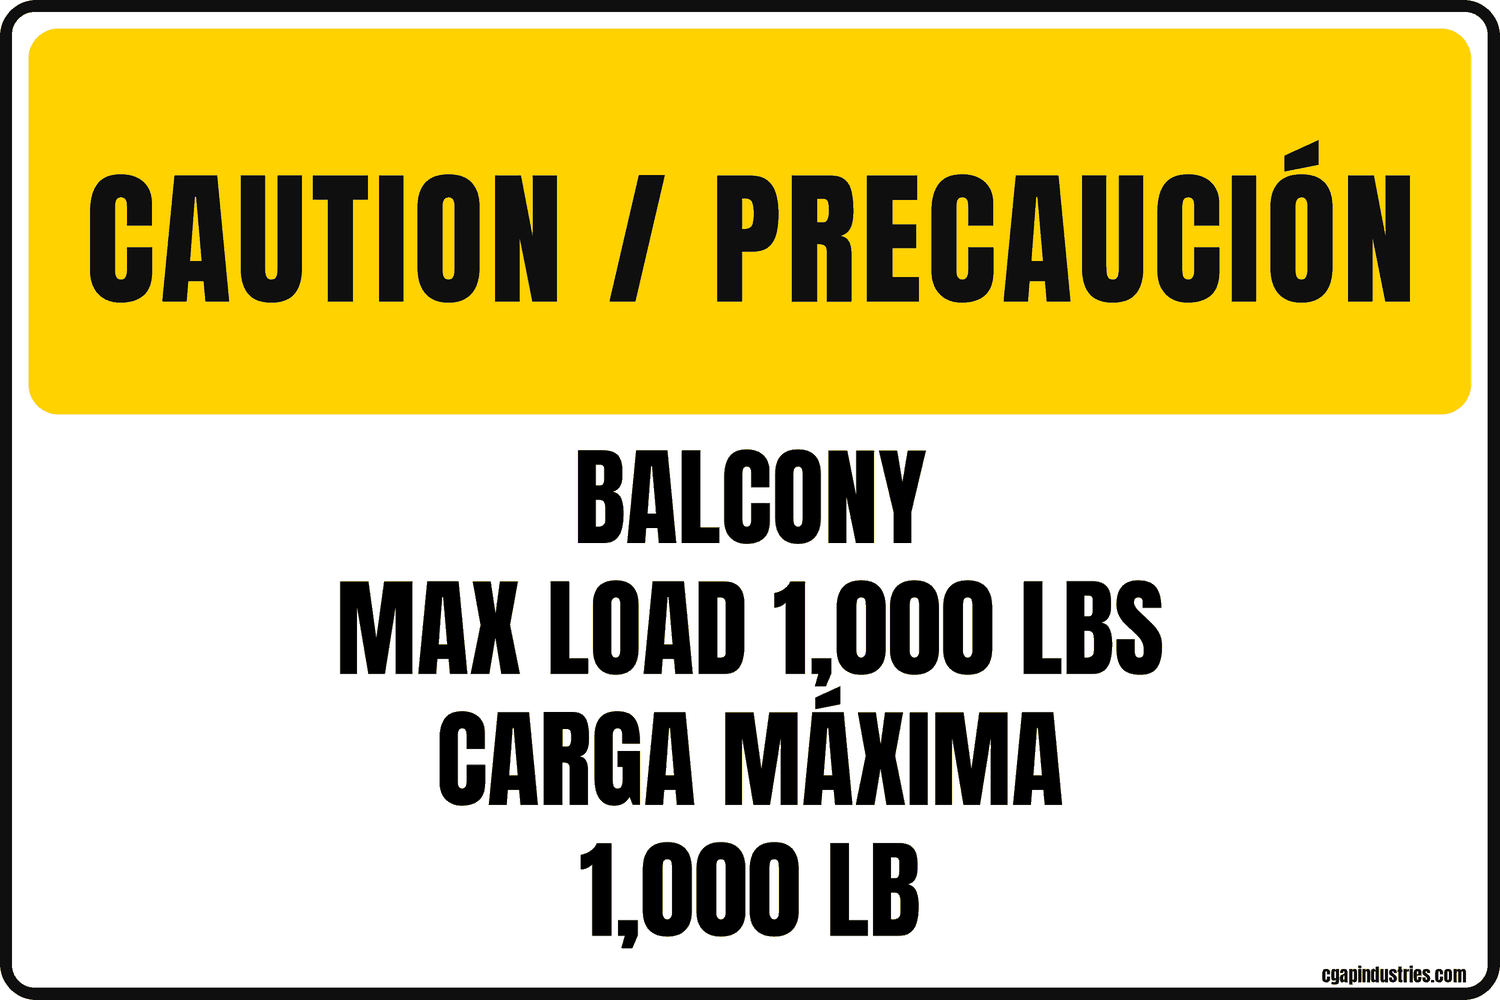 CAUTION / PRECAUCIÓN
BALCONY
MAX LOAD 1,000 LBS
CARGA MÁXIMA
1,000 LB
cgapindustries.com